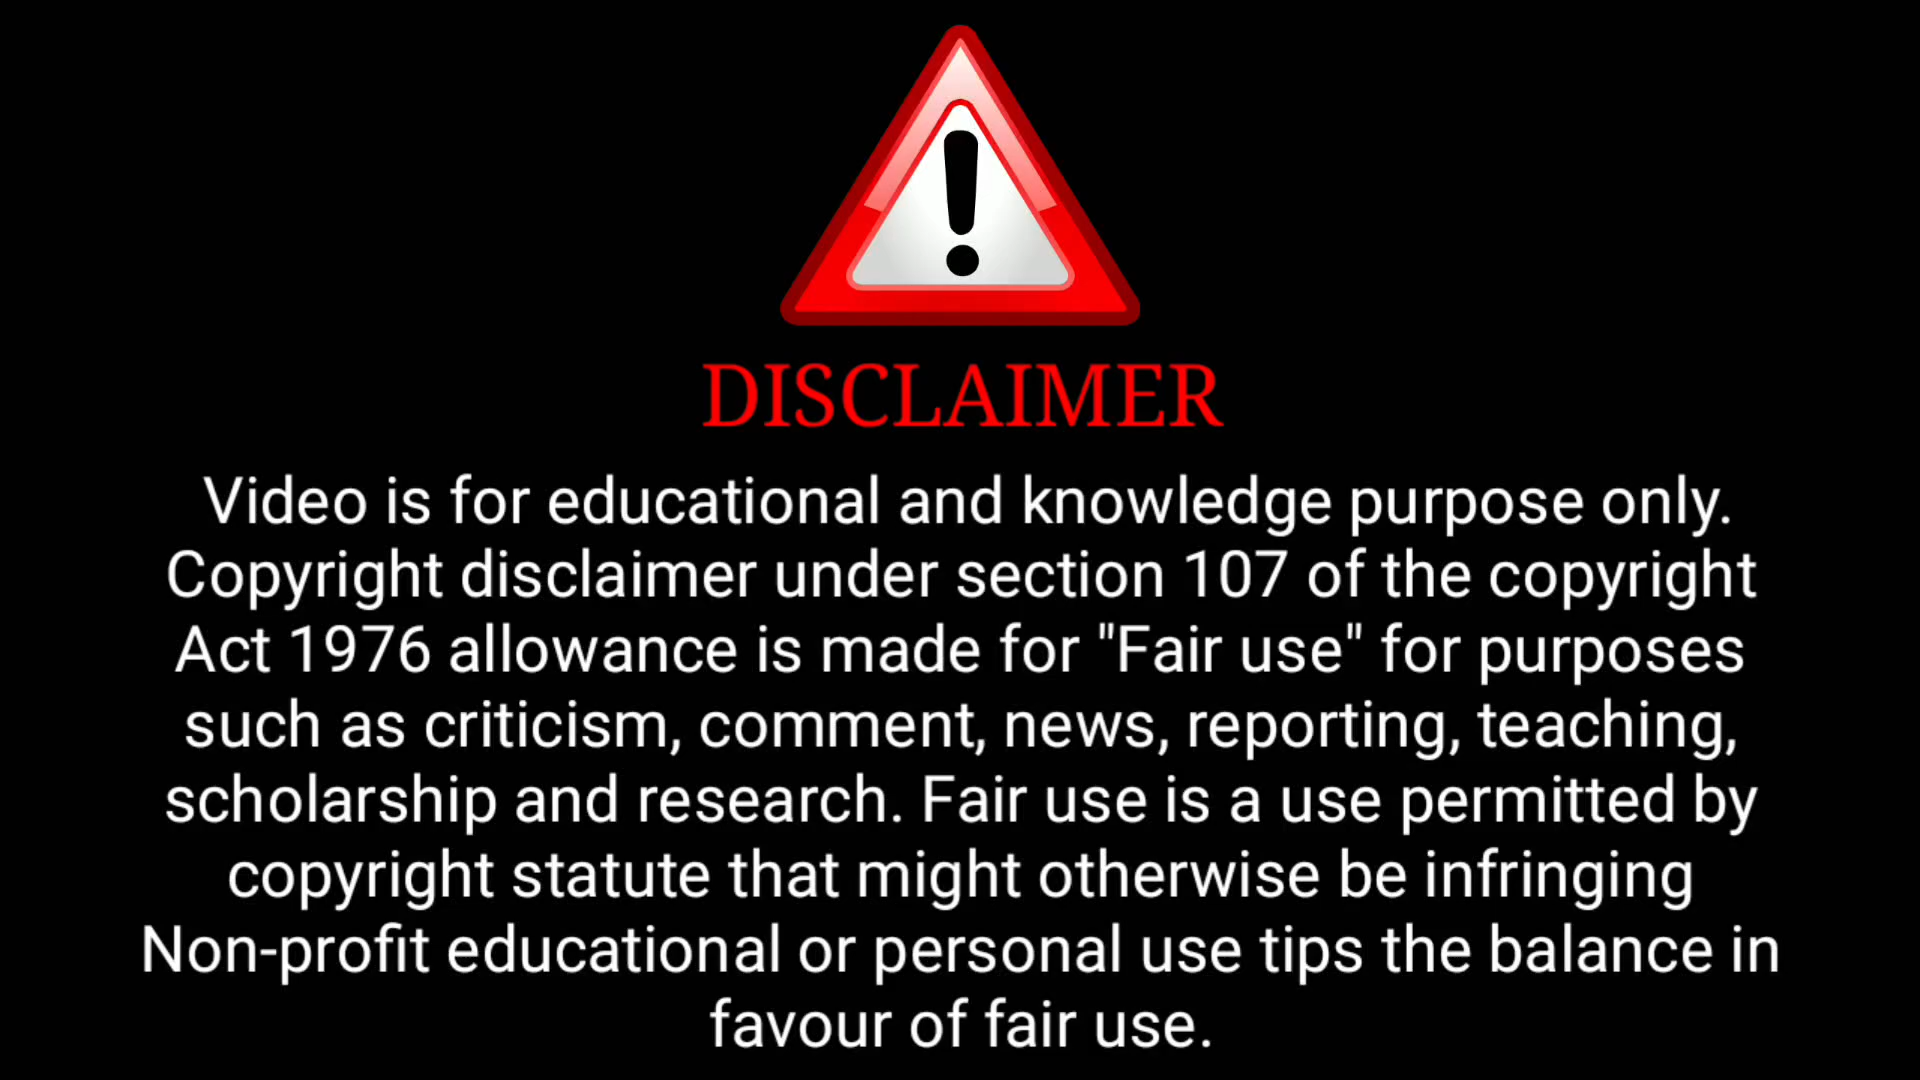 DISCLAIMER
Video is for educational and knowledge purpose only.
Copyright disclaimer under section 107 of the copyright
Act 1976 allowance is made for "Fair use" for purposes
such as criticism, comment, news, reporting, teaching,
scholarship and research. Fair use is a use permitted by
copyright statute that might otherwise be infringing
Non-profit educational or personal use tips the balance in
favour of fair use.